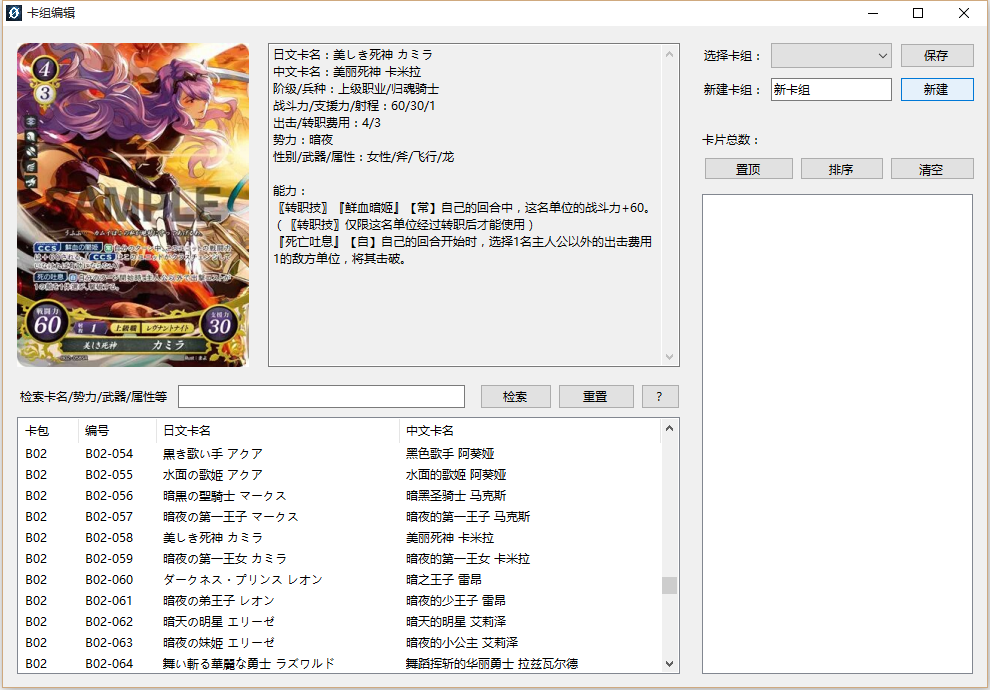 卡组编辑
4
3
SAMPLE
CCS 鮮血の闇姫
CCS
死の吐息
戦闘力
60
射程 1 上級職 レヴナントナイト
支援力
30
美しき死神 カミラ
日文卡名：美しき死神 カミラ
中文卡名：美丽死神 卡米拉
阶级/兵种：上级职业/归魂骑士
战斗力/支援力/射程：60/30/1
出击/转职费用：4/3
势力：暗夜
性别/武器/属性：女性/斧/飞行/龙
能力：
〖转职技〗『鲜血暗姬』【常】自己的回合中，这名单位的战斗力+60。
（〖转职技〗仅限这名单位经过转职后才能使用）
『死亡吐息』【自】自己的回合开始时，选择1名主人公以外的出击费用
1的敌方单位，将其击破。
选择卡组： 保存
新建卡组： 新卡组 新建
卡片总数：
置顶 排序 清空
检索卡名/势力/武器/属性等 检索 重置 ?
卡包 编号 日文卡名 中文卡名
B02 B02-054 黒き歌い手 アクア 黑色歌手 阿葵娅
B02 B02-055 水面の歌姫 アクア 水面的歌姬 阿葵娅
B02 B02-056 暗黒の聖騎士 マークス 暗黑圣骑士 马克斯
B02 B02-057 暗夜の第一王子 マークス 暗夜的第一王子 马克斯
B02 B02-058 美しき死神 カミラ 美丽死神 卡米拉
B02 B02-059 暗夜の第一王女 カミラ 暗夜的第一王女 卡米拉
B02 B02-060 ダークネス・プリンス レオン 暗之王子 雷昂
B02 B02-061 暗夜の弟王子 レオン 暗夜的少王子 雷昂
B02 B02-062 暗天の明星 エリーゼ 暗天的明星 艾莉泽
B02 B02-063 暗夜の妹姫 エリーゼ 暗夜的小公主 艾莉泽
B02 B02-064 舞い斬る華麗な勇士 ラズワルド 舞蹈挥斩的华丽勇士 拉兹瓦尔德